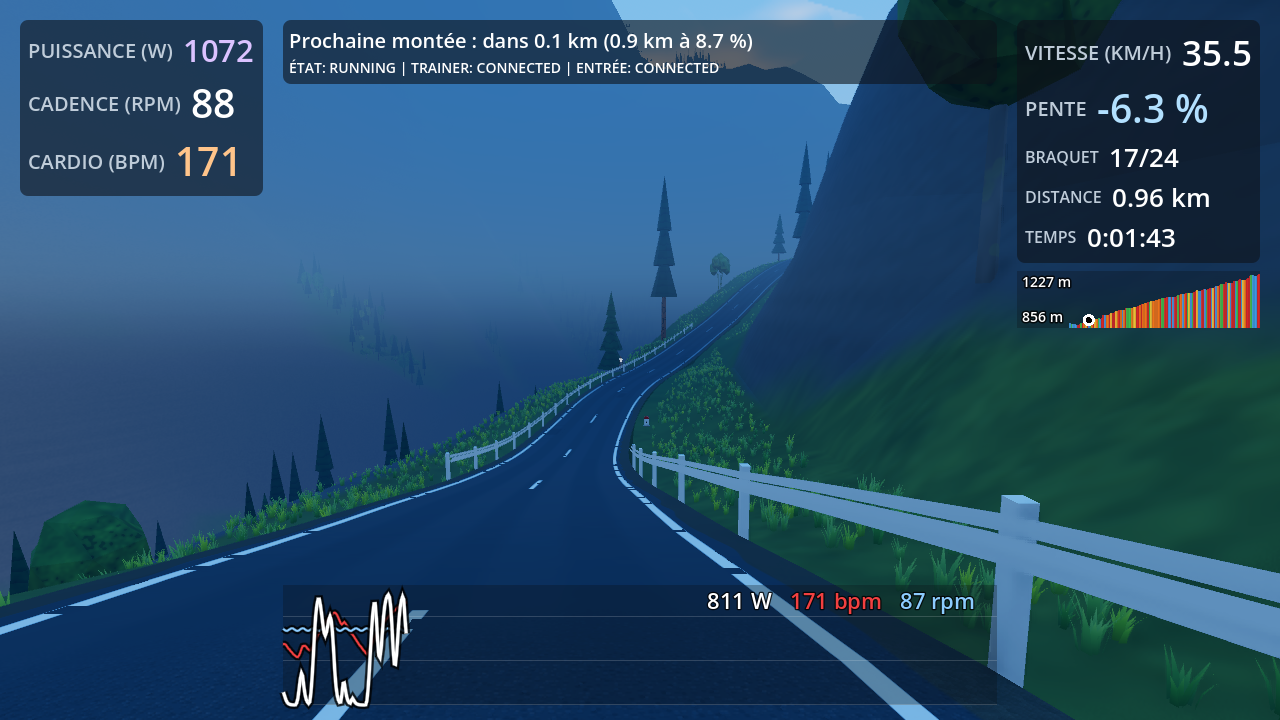 PUISSANCE (W) 1072
CADENCE (RPM) 88
CARDIO (BPM) 171
Prochaine montée : dans 0.1 km (0.9 km à 8.7 %)
ÉTAT: RUNNING | TRAINER: CONNECTED | ENTRÉE: CONNECTED
VITESSE (KM/H) 35.5
PENTE -6.3 %
BRAQUET 17/24
DISTANCE 0.96 km
TEMPS 0:01:43
1227 m
856 m
811 W 171 bpm 87 rpm